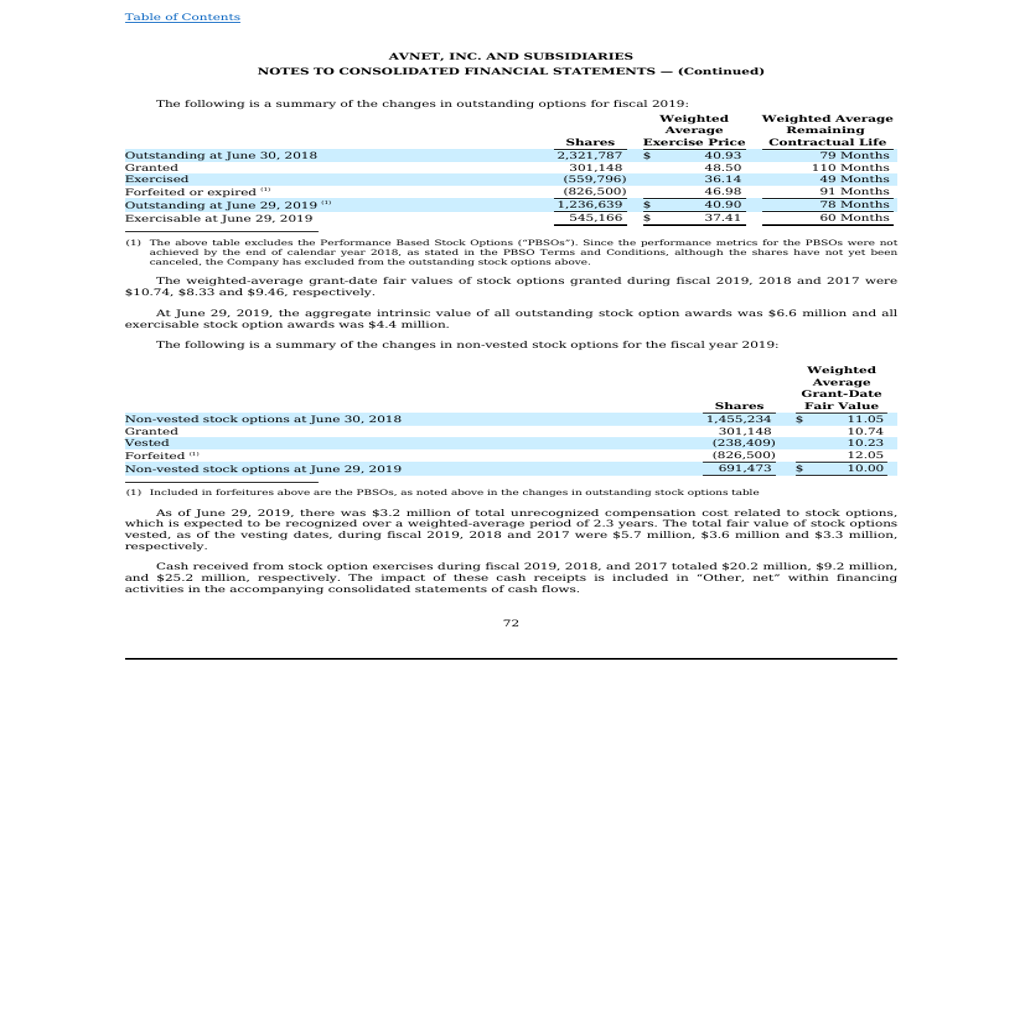 Table of Contents
AVNET, INC. AND SUBSIDIARIES
NOTES TO CONSOLIDATED FINANCIAL STATEMENTS — (Continued)
The following is a summary of the changes in outstanding options for fiscal 2019:
Weighted Weighted Average
Average Remaining
Shares Exercise Price Contractual Life
Outstanding at June 30, 2018 2,321,787 $ 40.93 79 Months
Granted 301,148 48.50 110 Months
Exercised (559,796) 36.14 49 Months
Forfeited or expired (1) (826,500) 46.98 91 Months
Outstanding at June 29, 2019 (1) 1,236,639 $ 40.90 78 Months
Exercisable at June 29, 2019 545,166 $ 37.41 60 Months
(1) The above table excludes the Performance Based Stock Options (“PBSOs”). Since the performance metrics for the PBSOs were not
achieved by the end of calendar year 2018, as stated in the PBSO Terms and Conditions, although the shares have not yet been
canceled, the Company has excluded from the outstanding stock options above.
The weighted-average grant-date fair values of stock options granted during fiscal 2019, 2018 and 2017 were
$10.74, $8.33 and $9.46, respectively.
At June 29, 2019, the aggregate intrinsic value of all outstanding stock option awards was $6.6 million and all
exercisable stock option awards was $4.4 million.
The following is a summary of the changes in non-vested stock options for the fiscal year 2019:
Weighted
Average
Grant-Date
Shares Fair Value
Non-vested stock options at June 30, 2018 1,455,234 $ 11.05
Granted 301,148 10.74
Vested (238,409) 10.23
Forfeited (1) (826,500) 12.05
Non-vested stock options at June 29, 2019 691,473 $ 10.00
(1) Included in forfeitures above are the PBSOs, as noted above in the changes in outstanding stock options table
As of June 29, 2019, there was $3.2 million of total unrecognized compensation cost related to stock options,
which is expected to be recognized over a weighted-average period of 2.3 years. The total fair value of stock options
vested, as of the vesting dates, during fiscal 2019, 2018 and 2017 were $5.7 million, $3.6 million and $3.3 million,
respectively.
Cash received from stock option exercises during fiscal 2019, 2018, and 2017 totaled $20.2 million, $9.2 million,
and $25.2 million, respectively. The impact of these cash receipts is included in “Other, net” within financing
activities in the accompanying consolidated statements of cash flows.
72